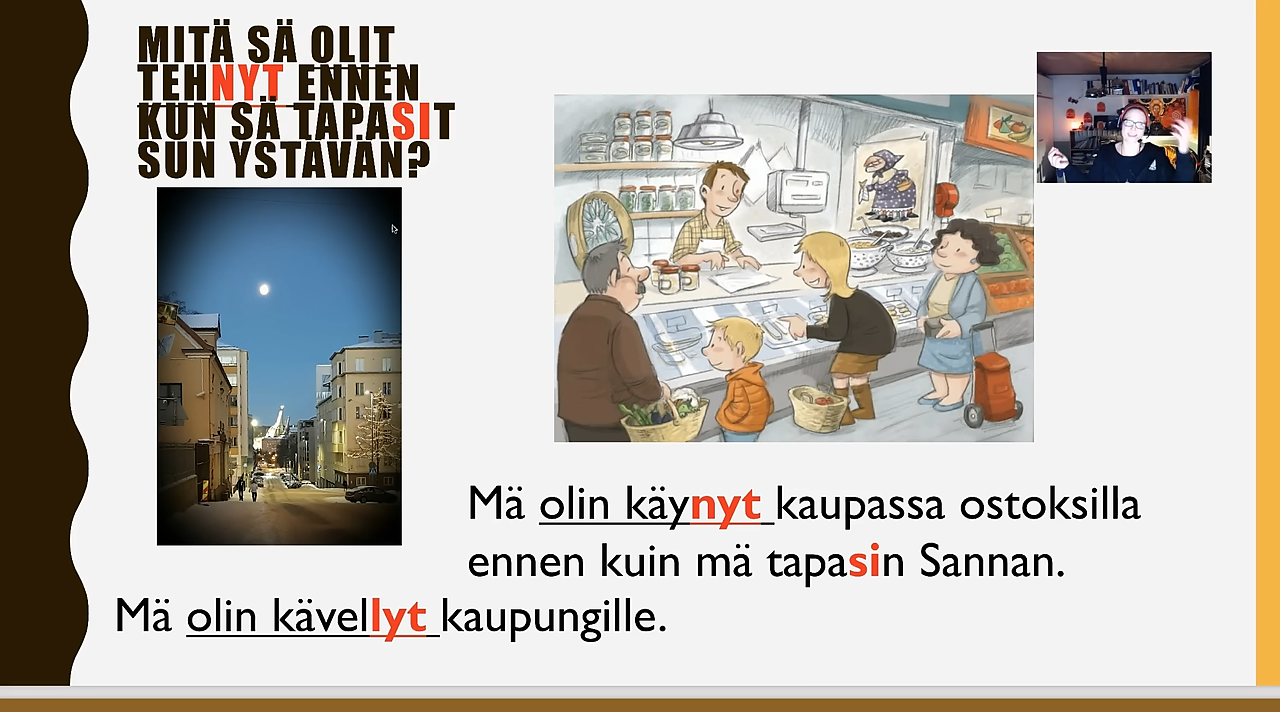 MITÄ SÄ OLIT
TEHNYT ENNEN
KUN SÄ TAPASIT
SUN YSTÄVÄN?
Mä olin käynyt kaupassa ostoksilla
ennen kuin mä tapasin Sannan.
Mä olin kävellyt kaupungille.